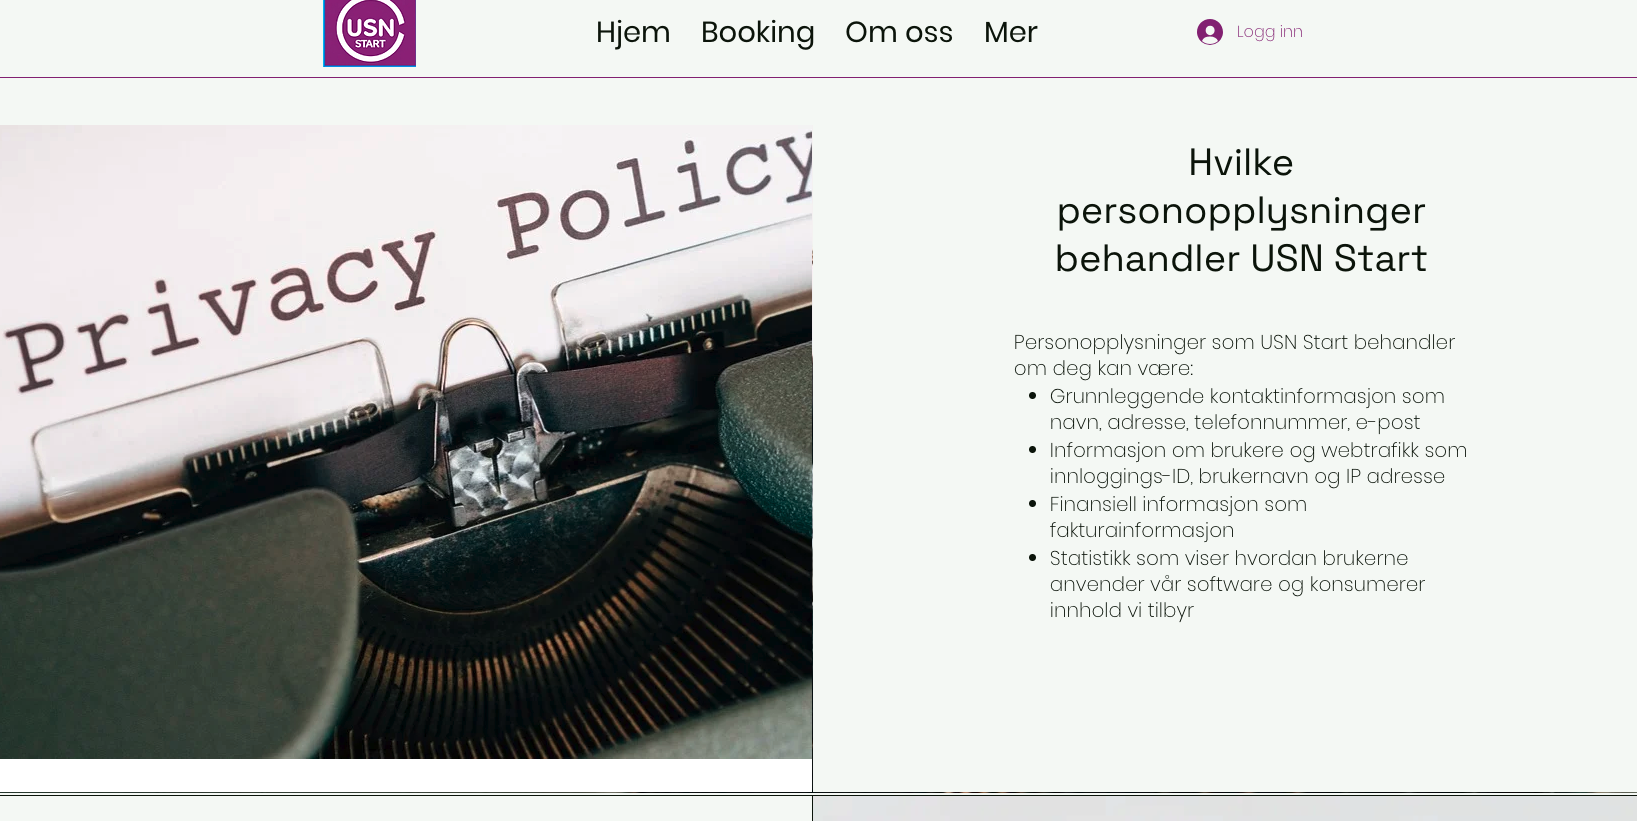 USN
START
Hjem
Booking
Om oss
Mer
Logg inn
Privacy Policy
Hvilke
personopplysninger
behandler USN Start
Personopplysninger som USN Start behandler
om deg kan være:
Grunnleggende kontaktinformasjon som
navn, adresse, telefonnummer, e-post
Informasjon om brukere og webtrafikk som
innloggings-ID, brukernavn og IP adresse
Finansiell informasjon som
fakturainformasjon
Statistikk som viser hvordan brukerne
anvender vår software og konsumerer
innhold vi tilbyr